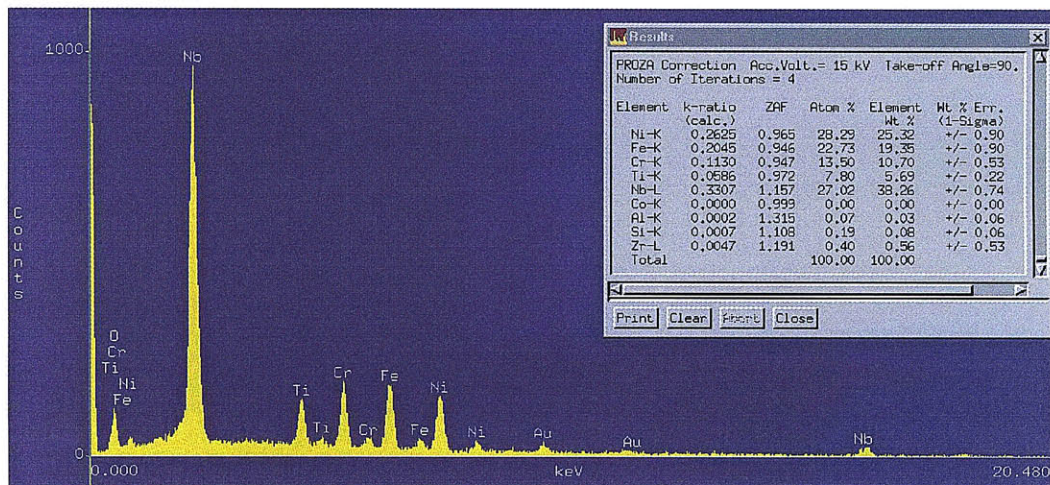 1000
Nb
Counts
O
Cr
Ti
Ni
Fe
Ti
Ti
Cr
Cr
Fe
Fe
Ni
Ni
Au
Au
Nb
0
0.000
keV
20.480
Results
PROZA Correction Acc.Volt.= 15 kV Take-off Angle=90.
Number of Iterations = 4
Element k-ratio ZAF Atom % Element Wt % Err.
(calc.) Wt % (1-Sigma)
Ni-K 0.2625 0.965 28.29 25.32 +/- 0.90
Fe-K 0.2045 0.946 22.73 19.35 +/- 0.90
Cr-K 0.1130 0.947 13.50 10.70 +/- 0.53
Ti-K 0.0586 0.972 7.80 5.69 +/- 0.22
Nb-L 0.3307 1.157 27.02 38.26 +/- 0.74
Co-K 0.0000 0.999 0.00 0.00 +/- 0.00
Al-K 0.0002 1.315 0.07 0.03 +/- 0.06
Si-K 0.0007 1.108 0.19 0.08 +/- 0.06
Zr-L 0.0047 1.191 0.40 0.56 +/- 0.53
Total 100.00 100.00
Print Clear Abort Close